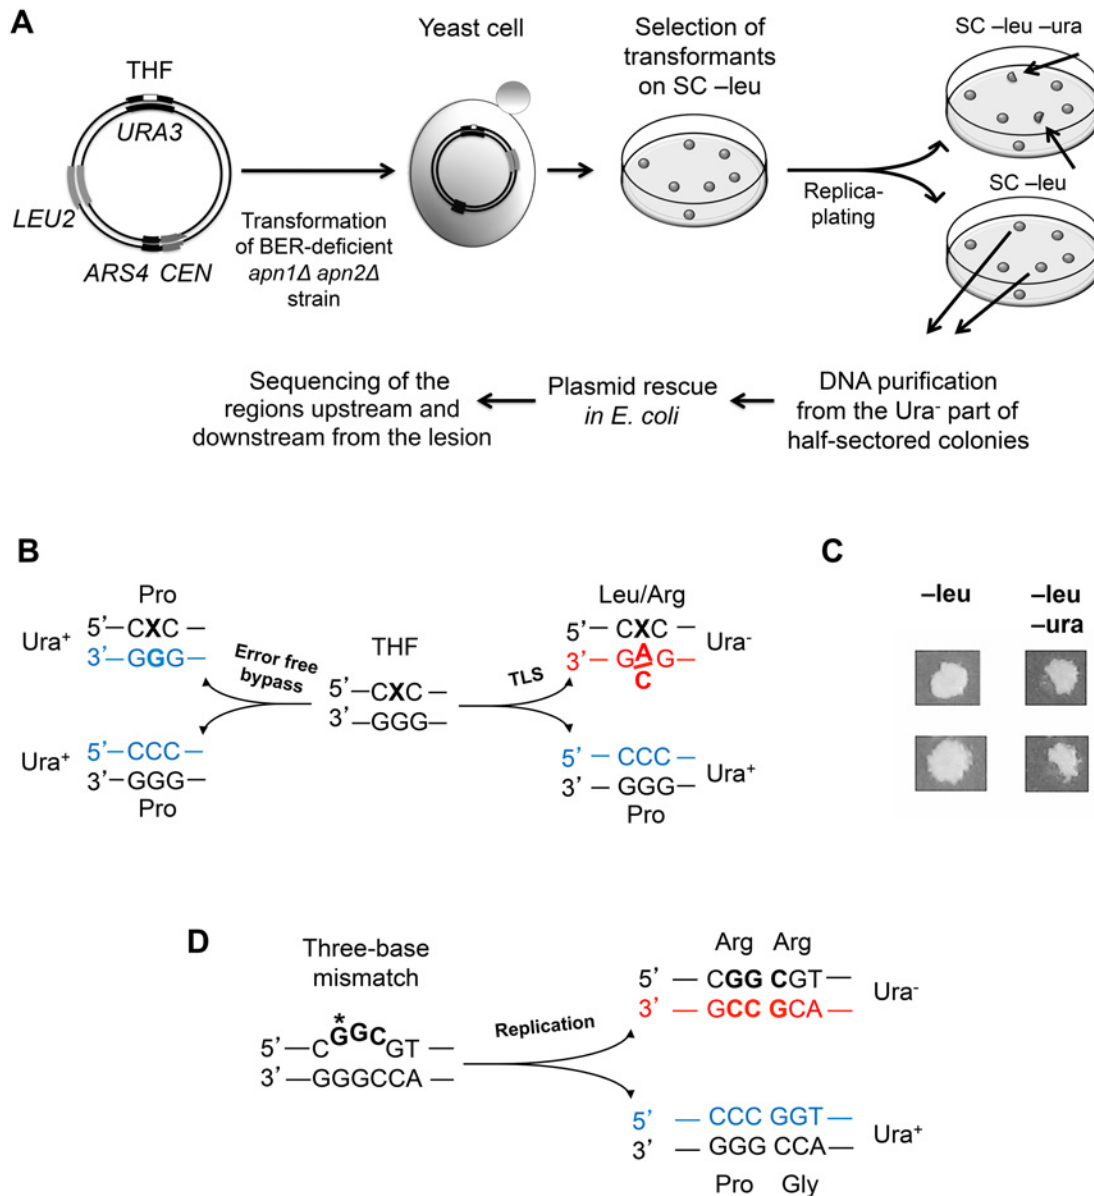 A
THF
URA3
LEU2
ARS4 CEN
Transformation
of BER-deficient
apn1Δ apn2Δ
strain
Yeast cell
Selection of
transformants
on SC –leu
Replica-
plating
SC –leu –ura
SC –leu
DNA purification
from the Ura⁻ part of
half-sectored colonies
Plasmid rescue
in E. coli
Sequencing of the
regions upstream and
downstream from the lesion
B
Pro
5’ – CXC –
Ura⁺
3’ – GGG –
Error free
bypass
Ura⁺
5’ – CCC –
3’ – GGG –
Pro
THF
5’ – CXC –
3’ – GGG –
TLS
Leu/Arg
5’ – CXC –
Ura⁻
3’ – GAG –
C
5’ – CCC –
3’ – GGG –
Ura⁺
Pro
C
–leu
–leu
–ura
D
Three-base
mismatch
*
5’ – CGGCGT –
3’ – GGGCCA –
Replication
Arg Arg
5’ — CGG CGT —
3’ — GCC GCA —
Ura⁻
5’ — CCC GGT —
3’ — GGG CCA —
Ura⁺
Pro Gly